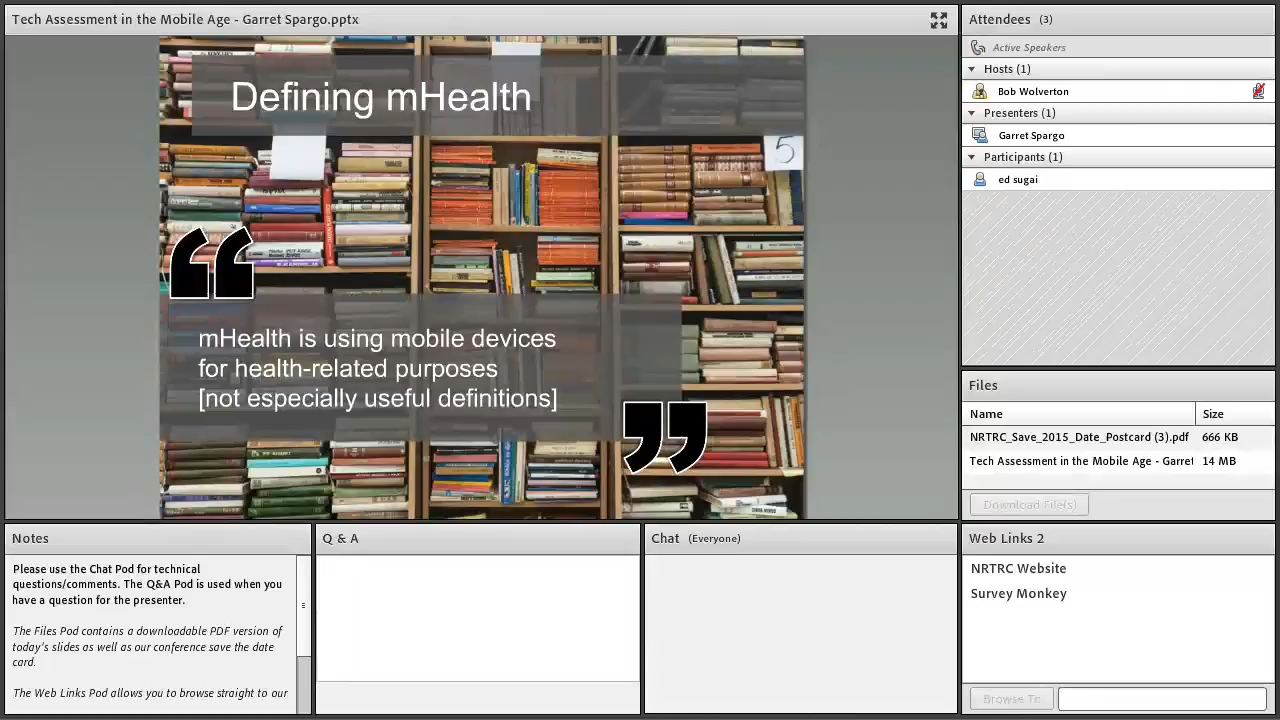 Tech Assessment in the Mobile Age - Garret Spargo.pptx
Defining mHealth
5
“
mHealth is using mobile devices
for health-related purposes
[not especially useful definitions]
”
Attendees (3)
Active Speakers
Hosts (1)
Bob Wolverton
Presenters (1)
Garret Spargo
Participants (1)
ed sugai
Files
Name Size
NRTRC_Save_2015_Date_Postcard (3).pdf 666 KB
Tech Assessment in the Mobile Age - Garret 14 MB
Download File(s)
Notes
Please use the Chat Pod for technical
questions/comments. The Q&A Pod is used when you
have a question for the presenter.
The Files Pod contains a downloadable PDF version of
today's slides as well as our conference save the date
card.
The Web Links Pod allows you to browse straight to our
Q & A
Chat (Everyone)
Web Links 2
NRTRC Website
Survey Monkey
Browse To